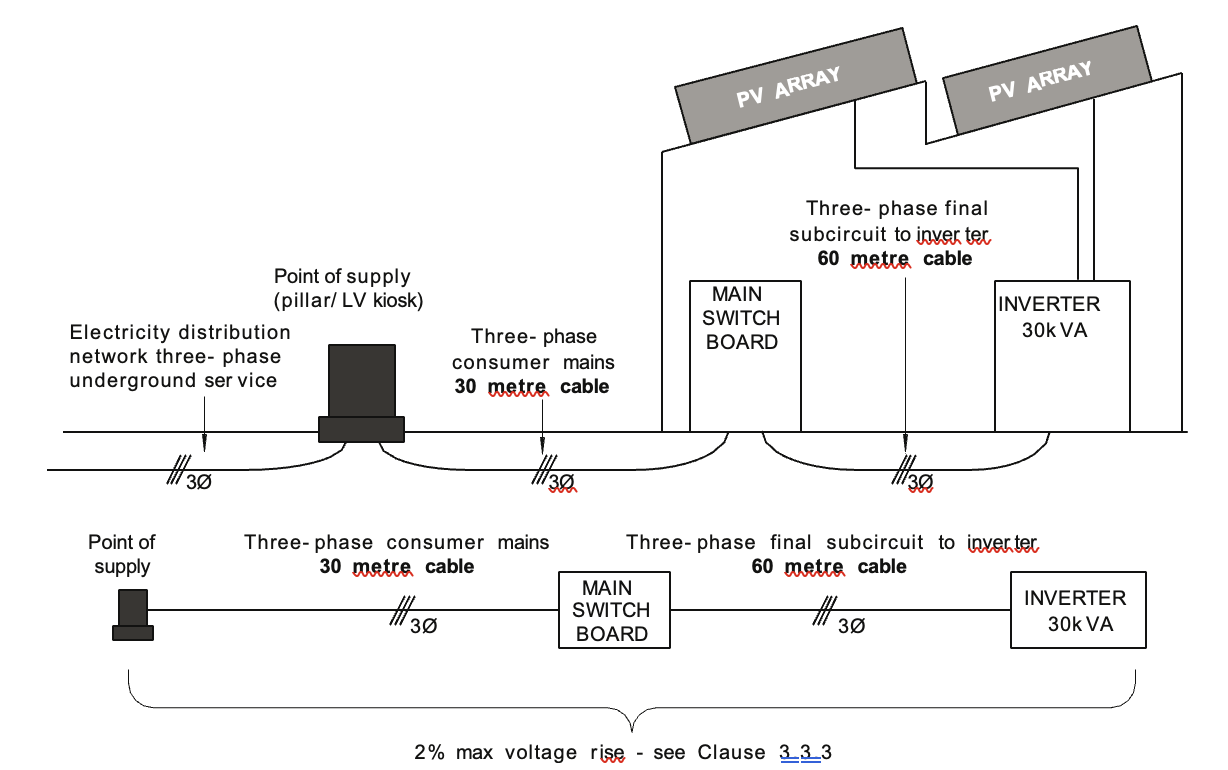 PV ARRAY
PV ARRAY
Three- phase final
subcircuit to inver ter
60 metre cable
Point of supply
(pillar/ LV kiosk)
MAIN
SWITCH
BOARD
INVERTER
30k VA
Electricity distribution
network three- phase
underground ser vice
Three- phase
consumer mains
30 metre cable
3Ø
3Ø
3Ø
Point of
supply
Three- phase consumer mains
30 metre cable
Three- phase final subcircuit to inver ter
60 metre cable
MAIN
SWITCH
BOARD
INVERTER
30k VA
3Ø
3Ø
2% max voltage rise - see Clause 3 3 3